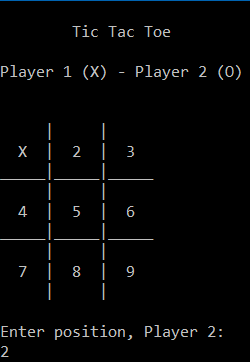 Tic Tac Toe
Player 1 (X) - Player 2 (O)
X | 2 | 3
4 | 5 | 6
7 | 8 | 9
Enter position, Player 2:
2